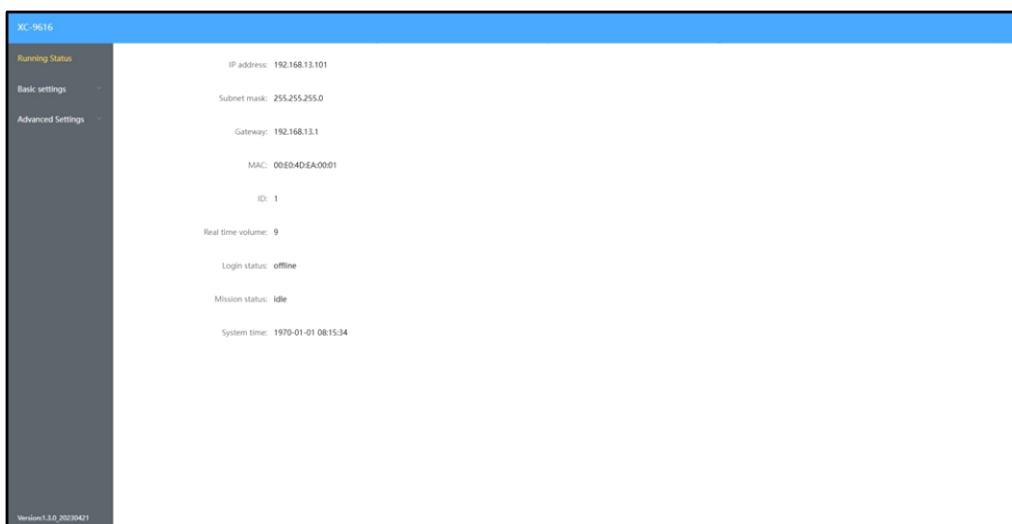 XC-9616
Running Status
Basic settings
Advanced Settings
IP address: 192.168.13.101
Subnet mask: 255.255.255.0
Gateway: 192.168.13.1
MAC: 00:E0:4D:EA:00:01
ID: 1
Real time volume: 9
Login status: offline
Mission status: idle
System time: 1970-01-01 08:15:34
Version:1.3.0_20230421